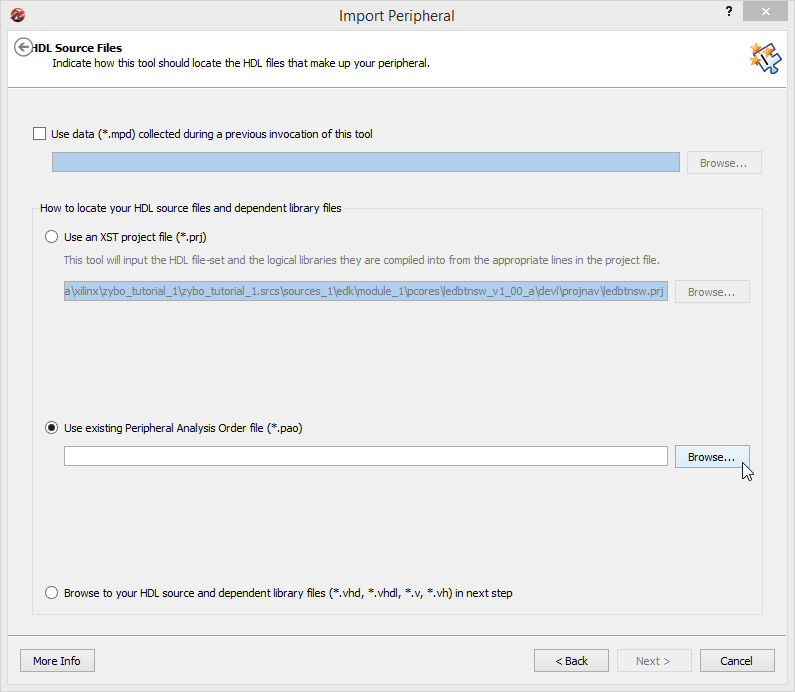 Import Peripheral
?
HDL Source Files
Indicate how this tool should locate the HDL files that make up your peripheral.
Use data (*.mpd) collected during a previous invocation of this tool
Browse...
How to locate your HDL source files and dependent library files
Use an XST project file (*.prj)
This tool will input the HDL file-set and the logical libraries they are compiled into from the appropriate lines in the project file.
a\xilinx\zybo_tutorial_1\zybo_tutorial_1.srcs\sources_1\edk\module_1\pcores\ledbtnsw_v1_00_a\devl\projnav\ledbtnsw.prj
Browse...
Use existing Peripheral Analysis Order file (*.pao)
Browse...
Browse to your HDL source and dependent library files (*.vhd, *.vhdl, *.v, *.vh) in next step
More Info
< Back
Next >
Cancel